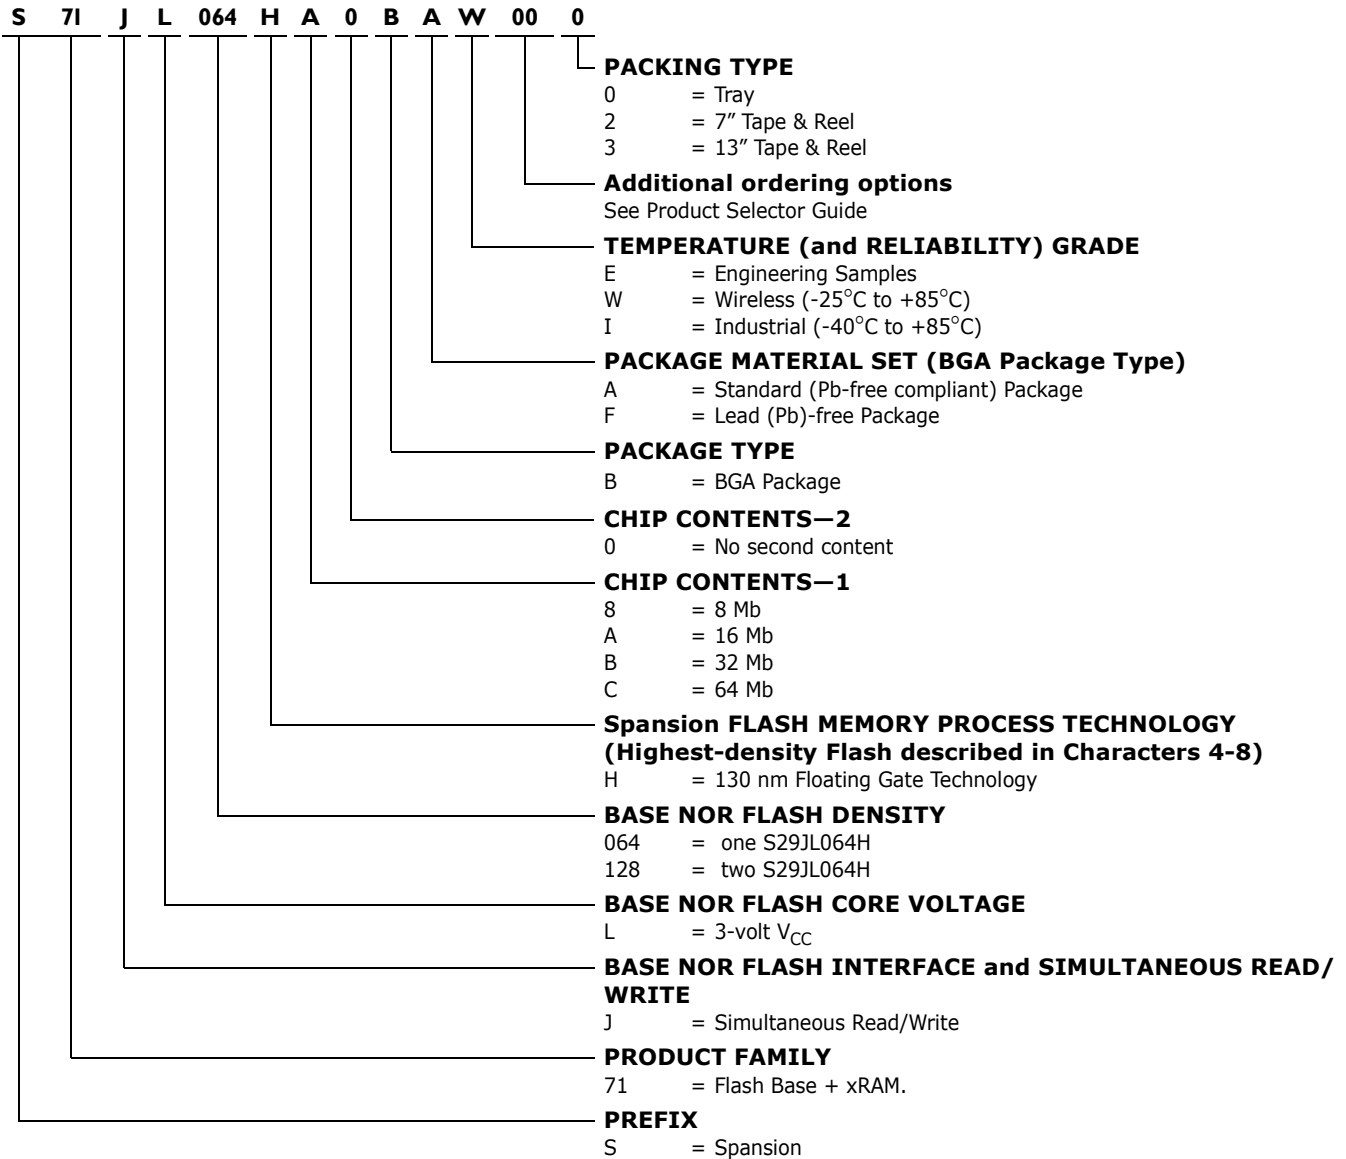 S 71 J L 064 H A 0 B A W 00 0
PACKING TYPE
0 = Tray
2 = 7″ Tape & Reel
3 = 13″ Tape & Reel
Additional ordering options
See Product Selector Guide
TEMPERATURE (and RELIABILITY) GRADE
E = Engineering Samples
W = Wireless (-25°C to +85°C)
I = Industrial (-40°C to +85°C)
PACKAGE MATERIAL SET (BGA Package Type)
A = Standard (Pb-free compliant) Package
F = Lead (Pb)-free Package
PACKAGE TYPE
B = BGA Package
CHIP CONTENTS—2
0 = No second content
CHIP CONTENTS—1
8 = 8 Mb
A = 16 Mb
B = 32 Mb
C = 64 Mb
Spansion FLASH MEMORY PROCESS TECHNOLOGY
(Highest-density Flash described in Characters 4-8)
H = 130 nm Floating Gate Technology
BASE NOR FLASH DENSITY
064 = one S29JL064H
128 = two S29JL064H
BASE NOR FLASH CORE VOLTAGE
L = 3-volt VCC
BASE NOR FLASH INTERFACE and SIMULTANEOUS READ/
WRITE
J = Simultaneous Read/Write
PRODUCT FAMILY
71 = Flash Base + xRAM.
PREFIX
S = Spansion